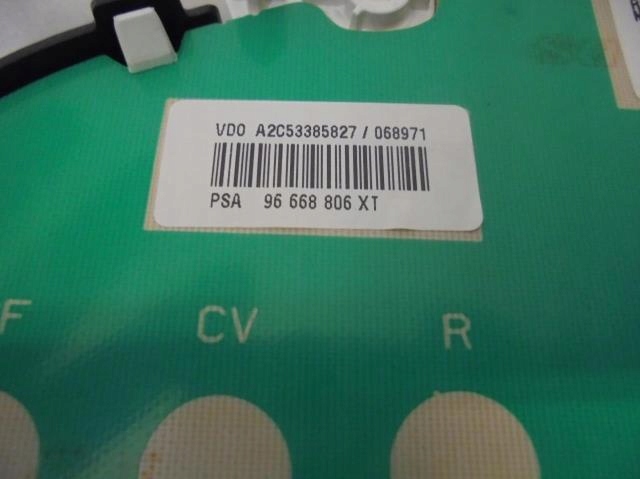 VDO A2C53385827 / 068971
PSA 96 668 806 XT
F CV R